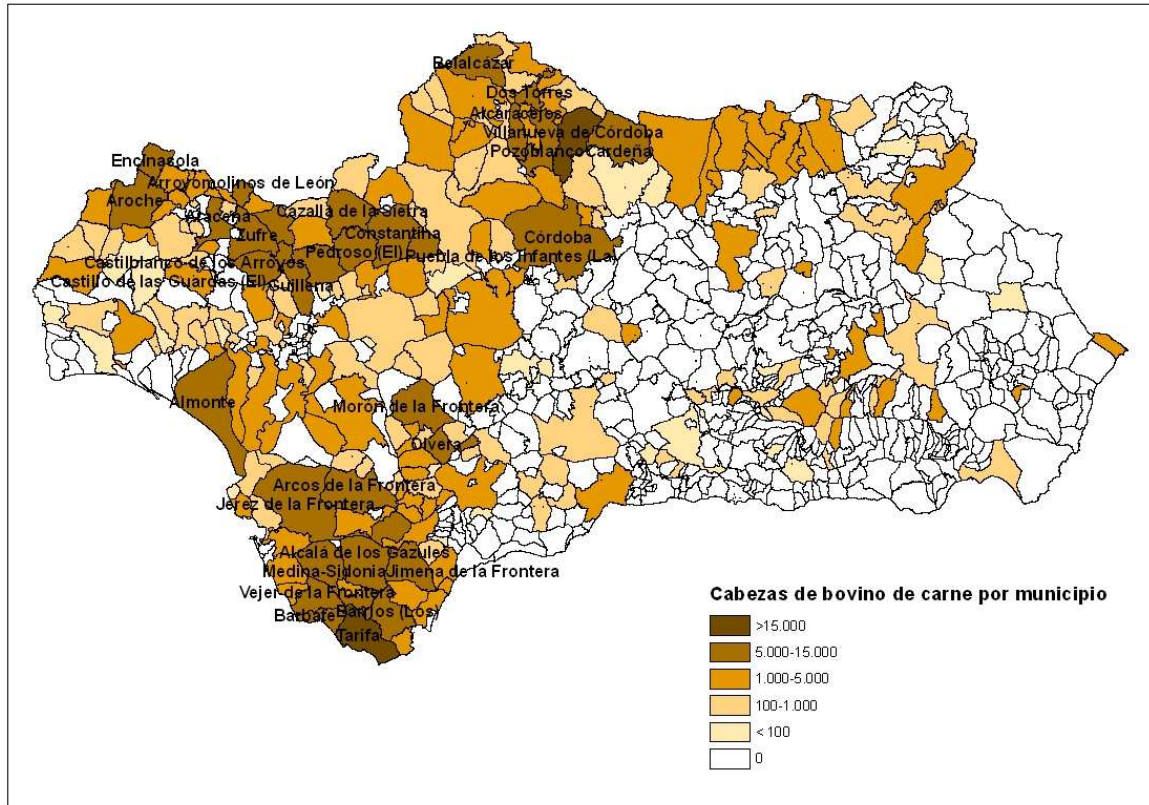 Belalcázar
Dos Torres
Alcaracejos
Villanueva de Córdoba
Pozoblanco Cardeña
Encinasola
Arroyomolinos de León
Aroche
Aracena
Cazalla de la Sierra
Zufre
Constantina
Córdoba
Pedroso (El)
Puebla de los Infantes (La)
Castilblanco de los Arroyos
Castillo de las Guardas (El)
Guillena
Almonte
Morón de la Frontera
Olvera
Arcos de la Frontera
Jerez de la Frontera
Alcalá de los Gazules
Medina-Sidonia
Jimena de la Frontera
Vejer de la Frontera
Barbate
Barrios (Los)
Tarifa
Cabezas de bovino de carne por municipio
>15.000
5.000-15.000
1.000-5.000
100-1.000
< 100
0